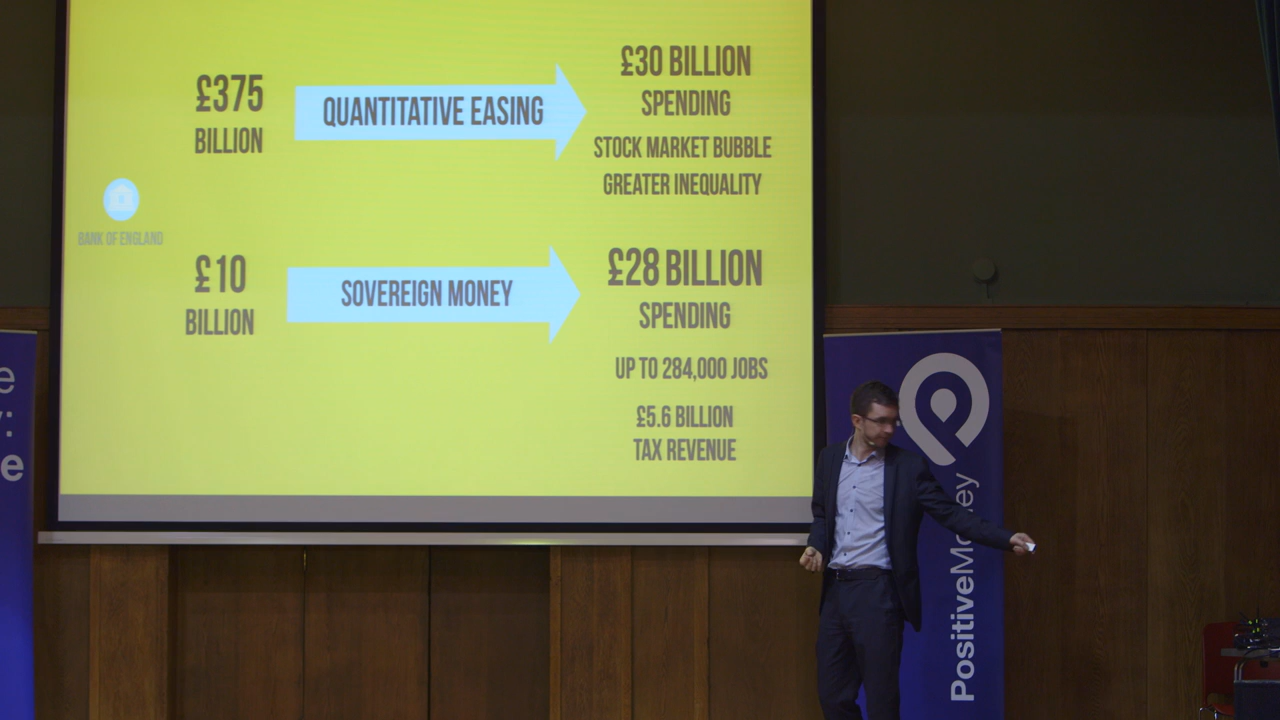 £375
BILLION
QUANTITATIVE EASING
£30 BILLION
SPENDING
STOCK MARKET BUBBLE
GREATER INEQUALITY
BANK OF ENGLAND
£10
BILLION
SOVEREIGN MONEY
£28 BILLION
SPENDING
UP TO 284,000 JOBS
£5.6 BILLION
TAX REVENUE
PositiveMoney